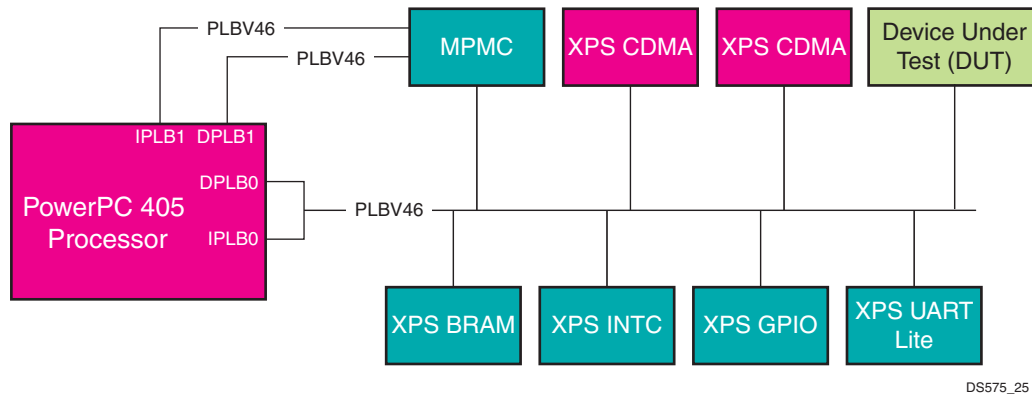 PLBV46
PLBV46
MPMC
XPS CDMA
XPS CDMA
Device Under
Test (DUT)
IPLB1 DPLB1
DPLB0
PowerPC 405
Processor
IPLB0
PLBV46
XPS BRAM
XPS INTC
XPS GPIO
XPS UART
Lite
DS575_25